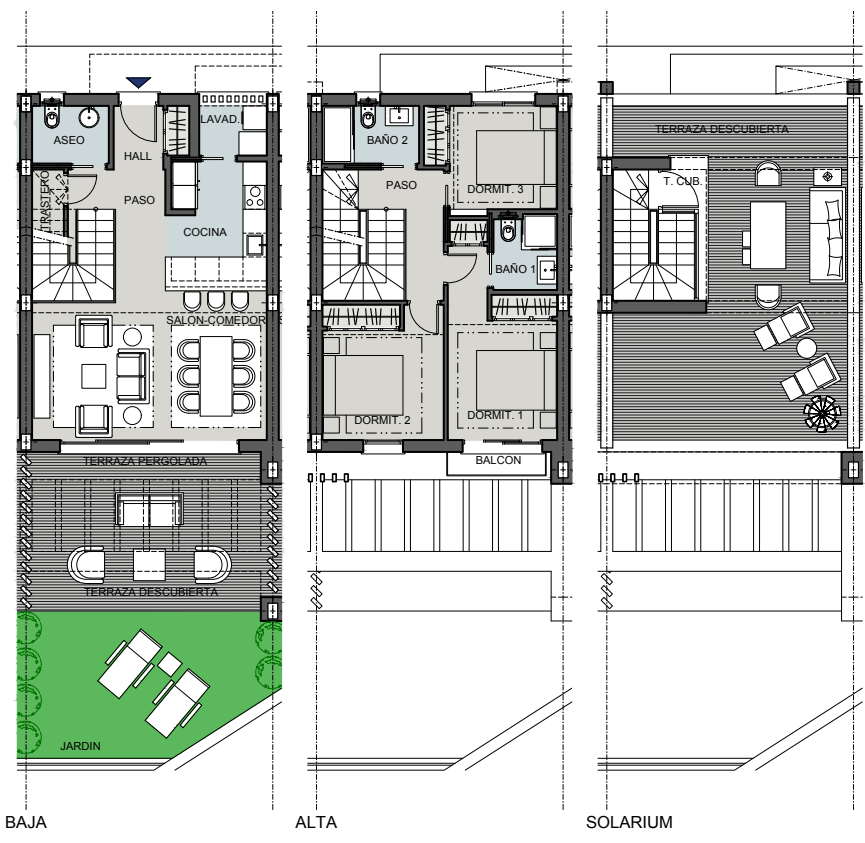 LAVAD.
ASEO
HALL
TRASTERO
PASO
COCINA
SALON-COMEDOR
TERRAZA PERGOLADA
TERRAZA DESCUBIERTA
JARDIN
BAJA
BAÑO 2
PASO
DORMIT. 3
BAÑO 1
DORMIT. 2
DORMIT. 1
BALCON
ALTA
TERRAZA DESCUBIERTA
T. CUB.
SOLARIUM